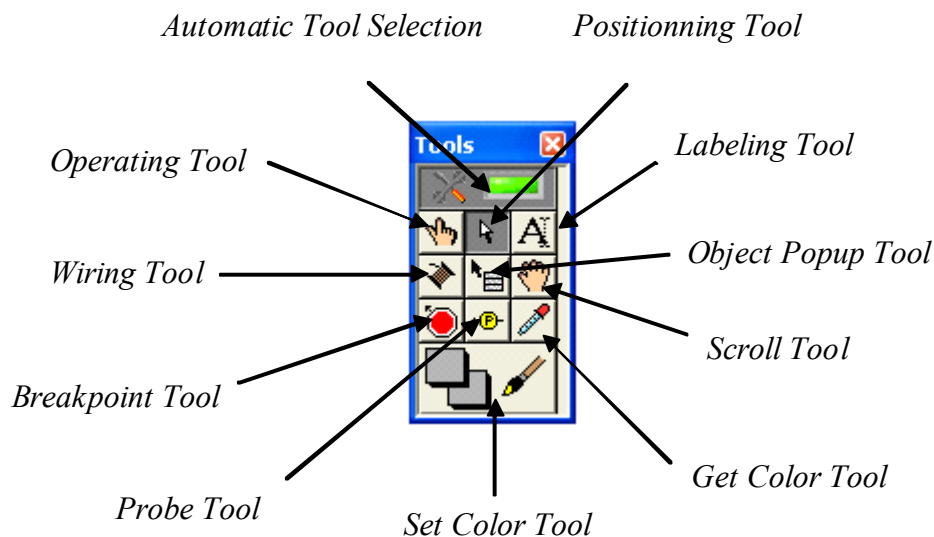 Automatic Tool Selection
Positionning Tool
Tools
Operating Tool
Labeling Tool
A
Wiring Tool
Object Popup Tool
P
Scroll Tool
Breakpoint Tool
Get Color Tool
Probe Tool
Set Color Tool